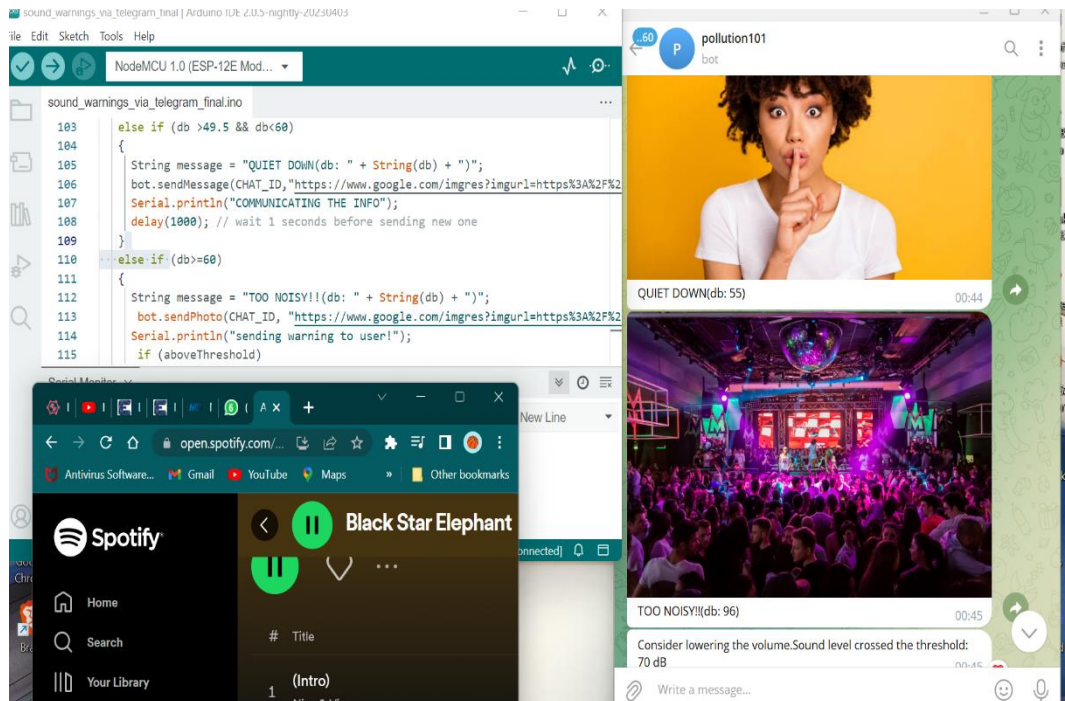 sound_warnings_via_telegram_final | Arduino IDE 2.0.5-nightly-20230403
File Edit Sketch Tools Help
NodeMCU 1.0 (ESP-12E Mod...
sound_warnings_via_telegram_final.ino
103 else if (db >49.5 && db<60)
104 {
105 String message = "QUIET DOWN(db: " + String(db) + ")";
106 bot.sendMessage(CHAT_ID,"https://www.google.com/imgres?imgurl=https%3A%2F%2
107 Serial.println("COMMUNICATING THE INFO");
108 delay(1000); // wait 1 seconds before sending new one
109 }
110 else if (db>=60)
111 {
112 String message = "TOO NOISY!!(db: " + String(db) + ")";
113 bot.sendPhoto(CHAT_ID, "https://www.google.com/imgres?imgurl=https%3A%2F%2
114 Serial.println("sending warning to user!");
115 if (aboveThreshold)
Serial Monitor
New Line
open.spotify.com/...
Antivirus Software... Gmail YouTube Maps » Other bookmarks
Spotify
Black Star Elephant
Home
Search
Your Library
# Title
1 (Intro)
onnected]
..60
P
pollution101
bot
QUIET DOWN(db: 55)
00:44
TOO NOISY!!(db: 96)
00:45
Consider lowering the volume.Sound level crossed the threshold:
70 dB
00:45
Write a message...